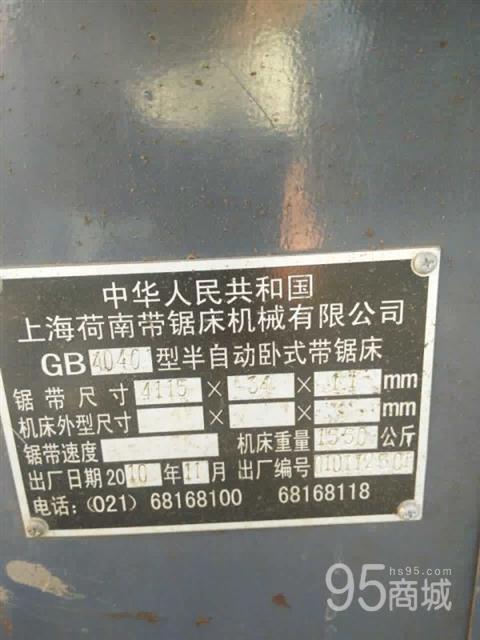 中华人民共和国
上海荷南带锯床机械有限公司
GB4040型半自动卧式带锯床
锯带尺寸 4115 × 34 × 1.1 mm
机床外型尺寸 × × mm
锯带速度 机床重量 1550 公斤
出厂日期 2010 年 11 月 出厂编号
电话：(021) 68168100 68168118
hs95.com
95商城